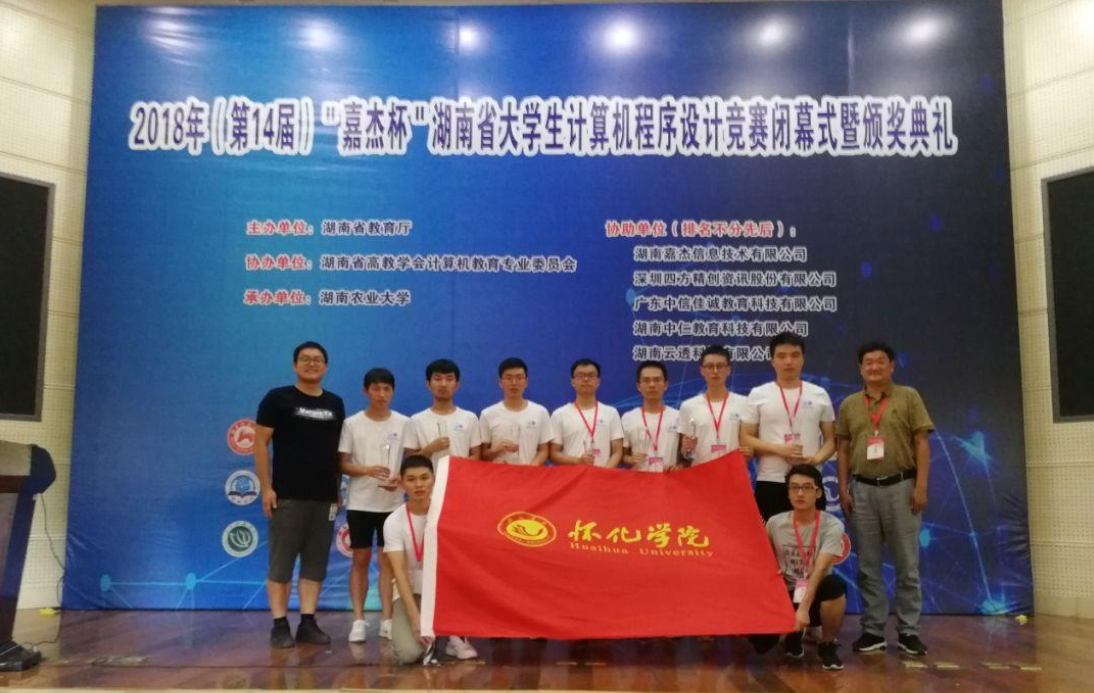 2018年（第14届）"嘉杰杯"湖南省大学生计算机程序设计竞赛闭幕式暨颁奖典礼
主办单位：湖南省教育厅
协办单位：湖南省高教学会计算机教育专业委员会
承办单位：湖南农业大学
协助单位（排名不分先后）：
湖南嘉杰信息技术有限公司
深圳四方精创资讯股份有限公司
广东中信佳诚教育科技有限公司
湖南中仁教育科技有限公司
湖南云透科 有限公
怀化学院
Huaihua University